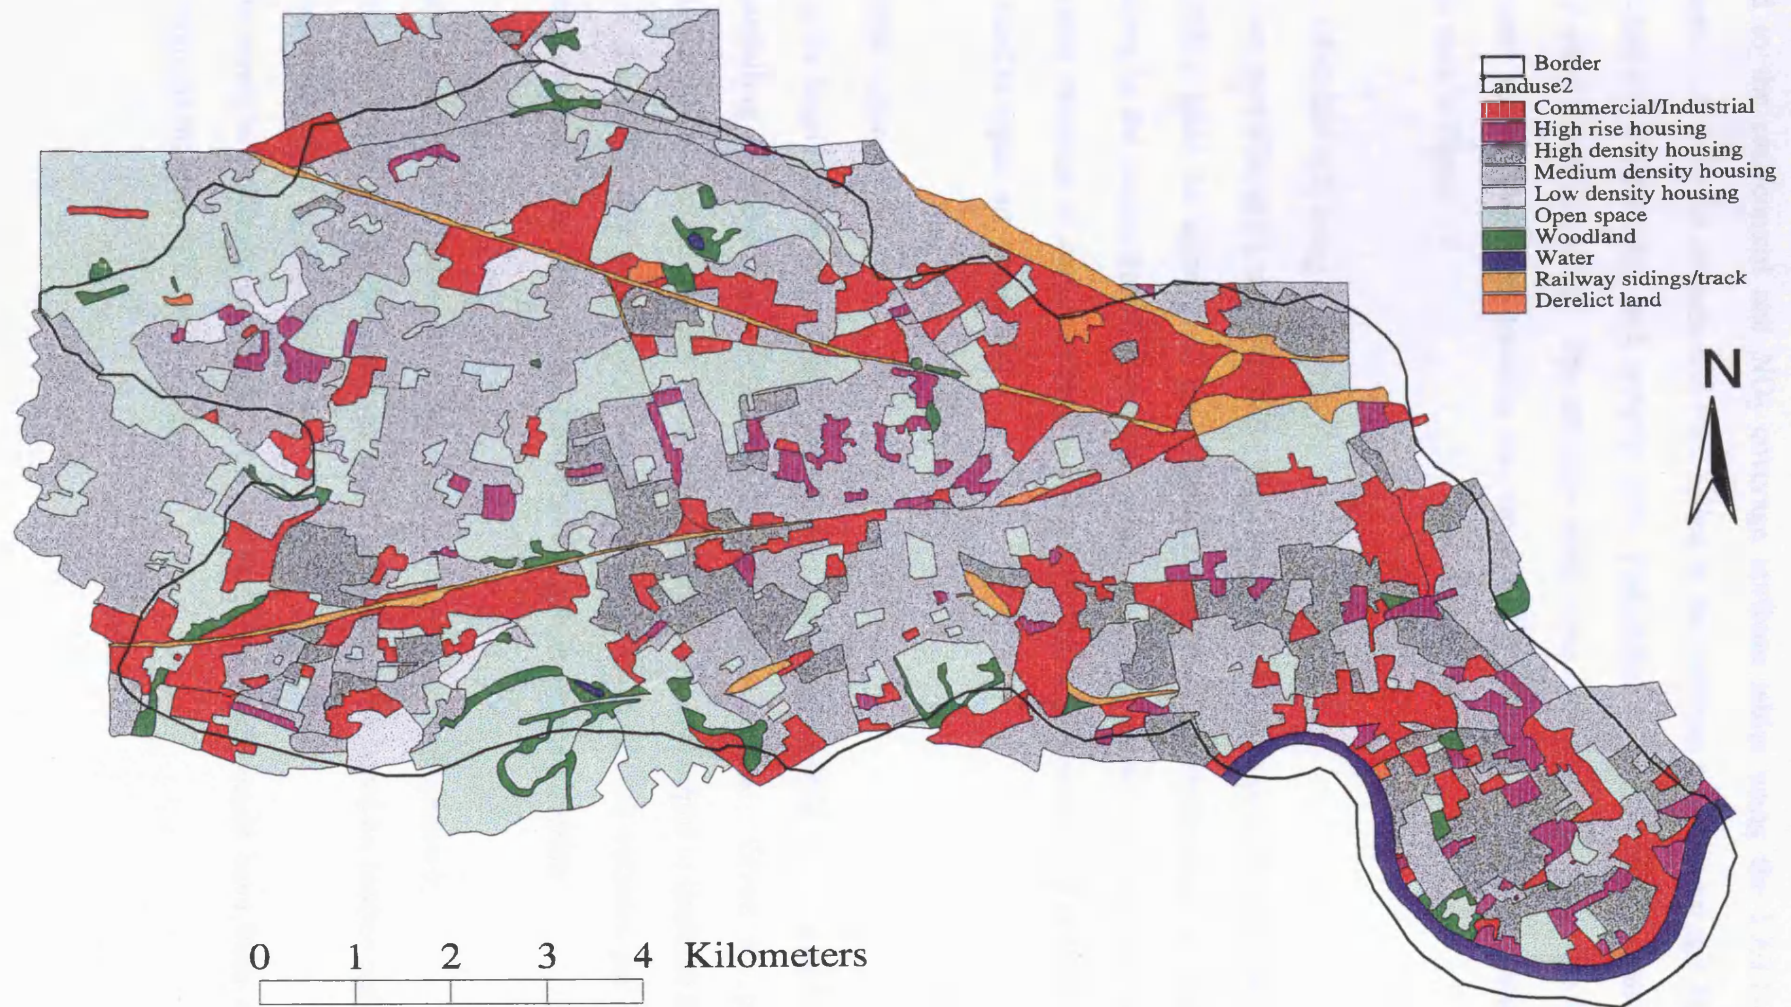 Border
Landuse2
Commercial/Industrial
High rise housing
High density housing
Medium density housing
Low density housing
Open space
Woodland
Water
Railway sidings/track
Derelict land
N
0 1 2 3 4 Kilometers